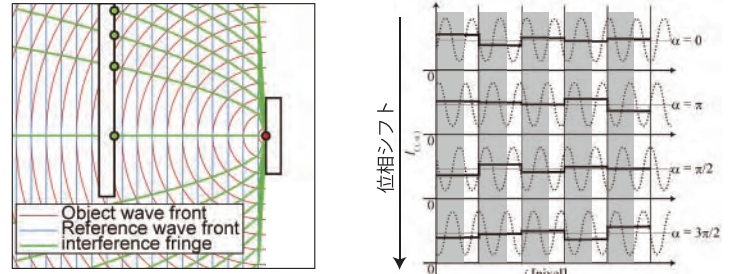 Object wave front
Reference wave front
interference fringe
位相シフト
0
α = 0
0
α = π
0
α = π/2
0
α = 3π/2
0
i [pixel]